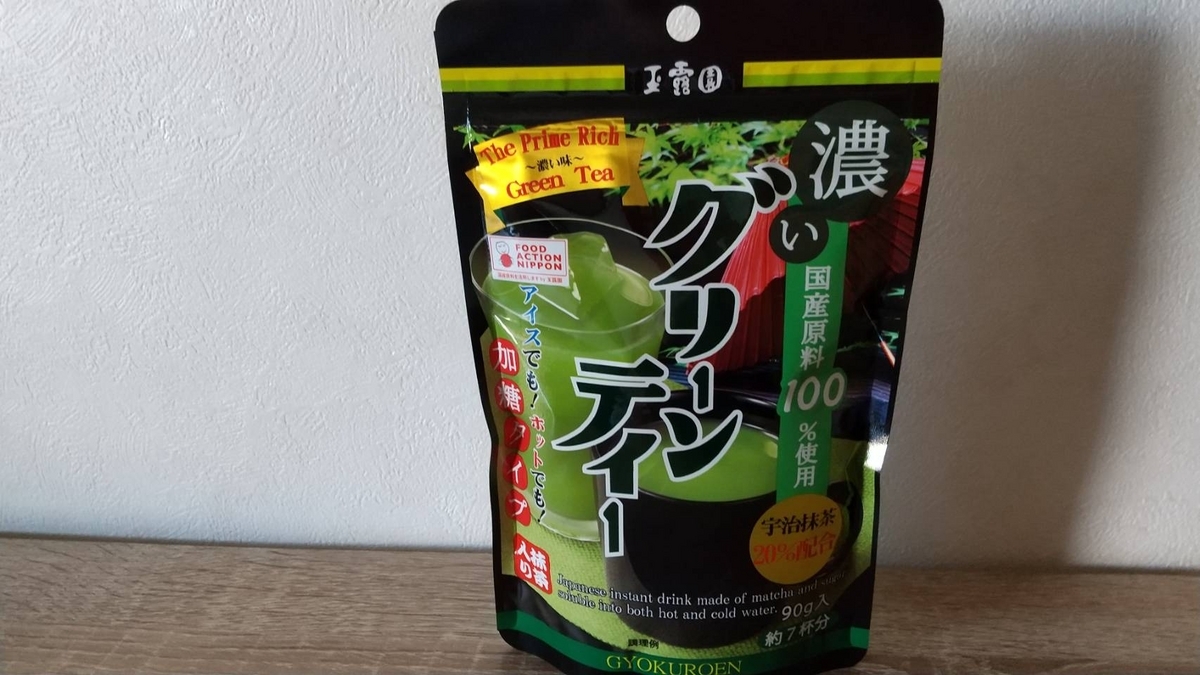 玉露園
The Prime Rich
~濃い味~
Green Tea
濃い
グリーン
ティー
国産原料100%使用
FOOD
ACTION
NIPPON
アイスでも!ホットでも!
加糖タイプ
抹茶入り
宇治抹茶
20%配合
Japanese instant drink made of matcha and sugar
soluble into both hot and cold water.
90g入
約7杯分
調理例
GYOKUROEN